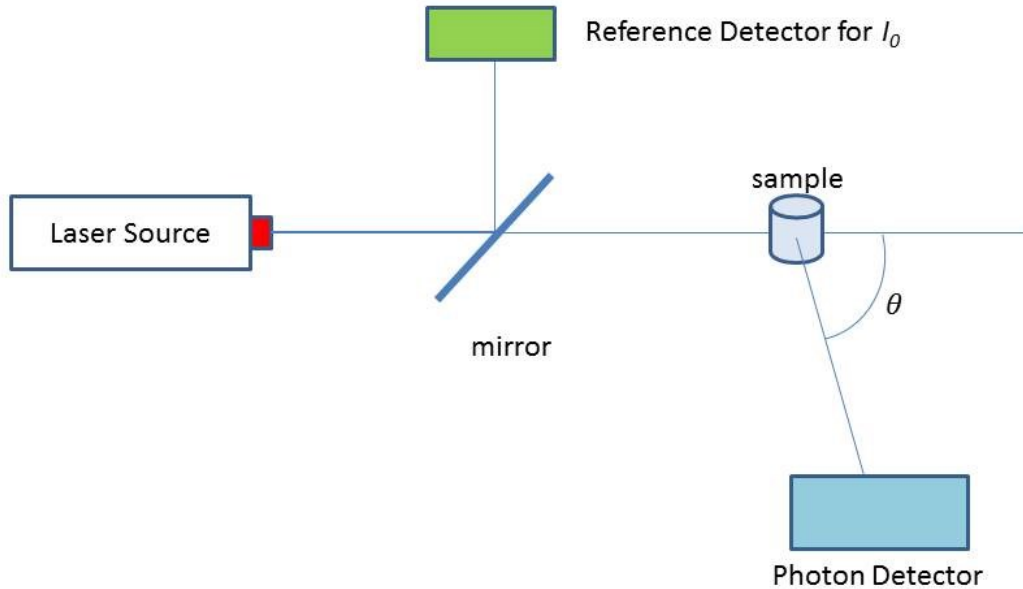 Reference Detector for I₀
Laser Source
sample
θ
mirror
Photon Detector